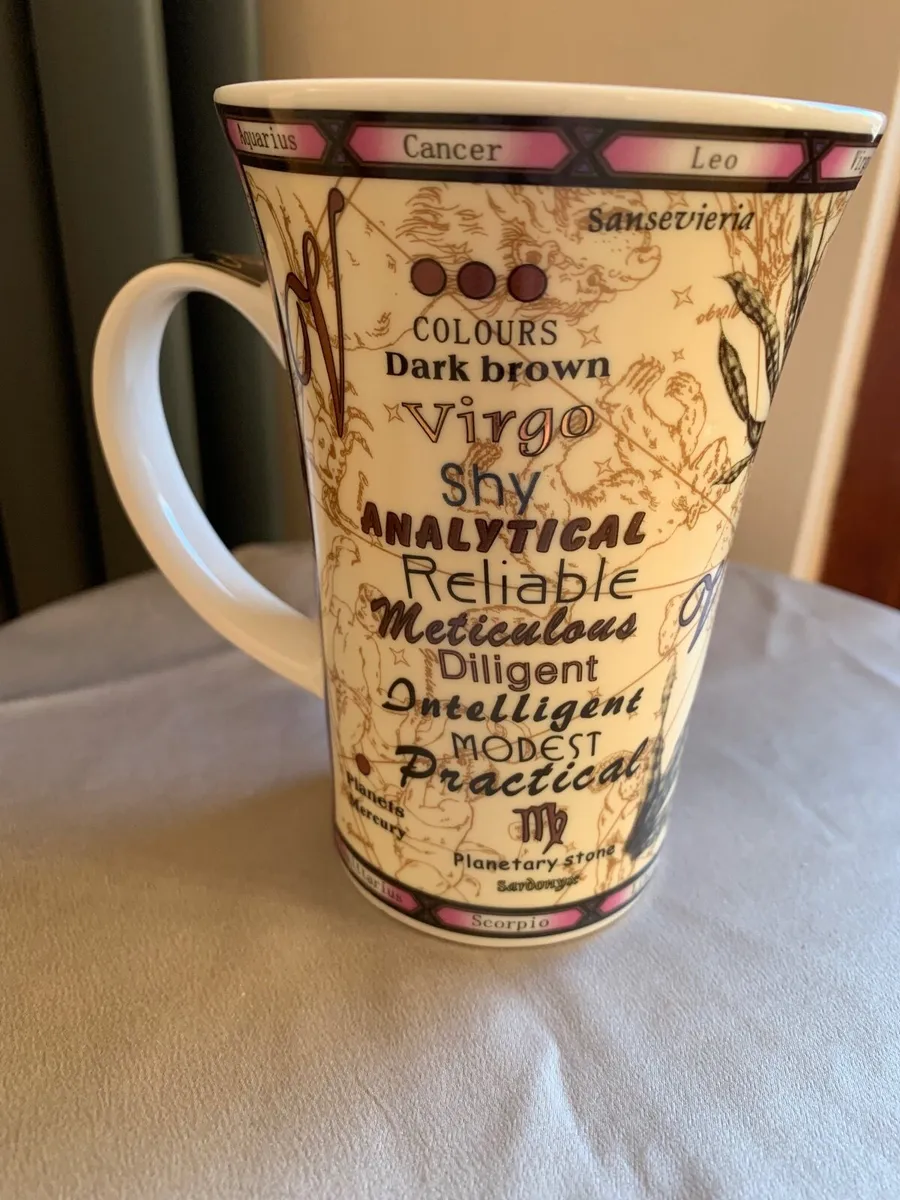 Aquarius Cancer Leo
Sansevieria
COLOURS
Dark brown
Virgo
Shy
ANALYTICAL
Reliable
Meticulous
Diligent
Intelligent
MODEST
Practical
Planets
Mercury
Planetary stone
Sardonyx
Scorpio